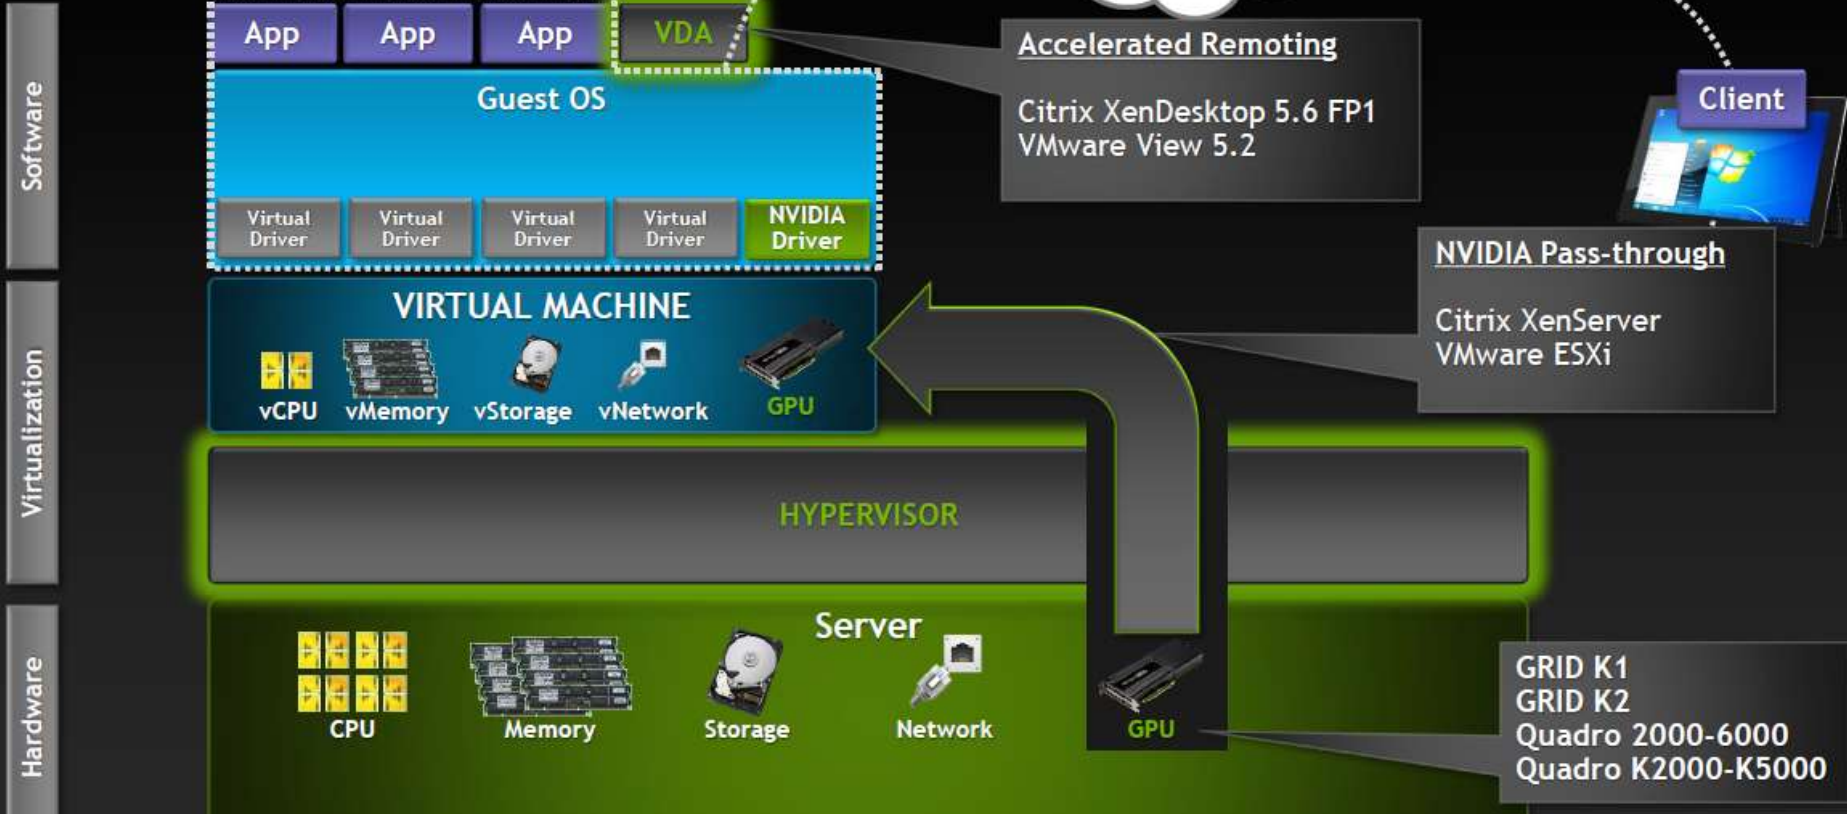 Software
App
App
App
VDA
Guest OS
Virtual
Driver
Virtual
Driver
Virtual
Driver
Virtual
Driver
NVIDIA
Driver
Accelerated Remoting
Citrix XenDesktop 5.6 FP1
VMware View 5.2
Client
Virtualization
VIRTUAL MACHINE
vCPU
vMemory
vStorage
vNetwork
GPU
NVIDIA Pass-through
Citrix XenServer
VMware ESXi
HYPERVISOR
Hardware
Server
CPU
Memory
Storage
Network
GPU
GRID K1
GRID K2
Quadro 2000-6000
Quadro K2000-K5000